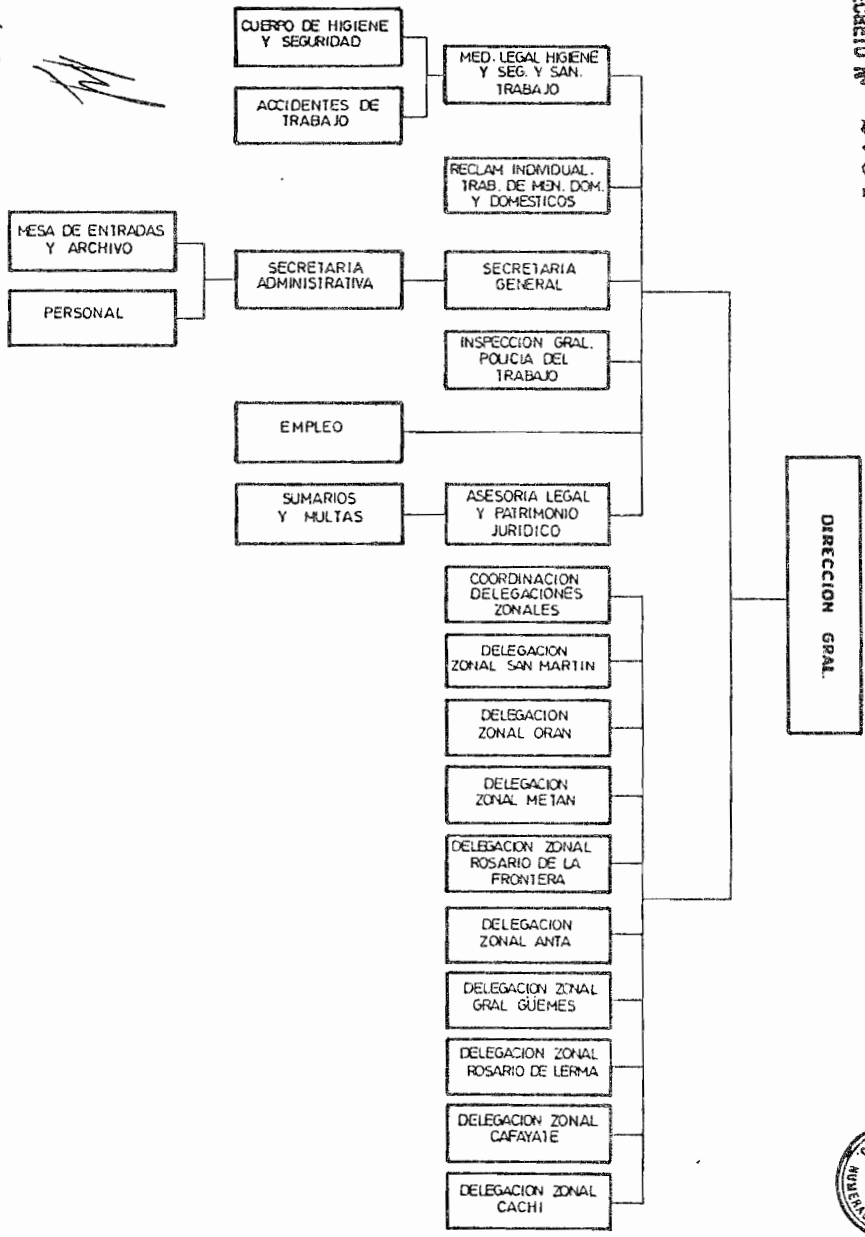 CUERPO DE HIGIENE
Y SEGURIDAD
ACCIDENTES DE
TRABAJO
MED. LEGAL HIGIENE
Y SEG. Y SAN.
TRABAJO
RECLAM INDIVIDUAL.
TRAB. DE MEN. DOM.
Y DOMESTICOS
MESA DE ENTRADAS
Y ARCHIVO
PERSONAL
SECRETARIA
ADMINISTRATIVA
SECRETARIA
GENERAL
INSPECCION GRAL.
POLICIA DEL
TRABAJO
EMPLEO
SUMARIOS
Y MULTAS
ASESORIA LEGAL
Y PATRIMONIO
JURIDICO
DIRECCION GRAL.
COORDINACION
DELEGACIONES
ZONALES
DELEGACION
ZONAL SAN MARTIN
DELEGACION
ZONAL ORAN
DELEGACION
ZONAL METAN
DELEGACION ZONAL
ROSARIO DE LA
FRONTERA
DELEGACION
ZONAL ANTA
DELEGACION ZONAL
GRAL GÜEMES
DELEGACION ZONAL
ROSARIO DE LERMA
DELEGACION ZONAL
CAFAYATE
DELEGACION ZONAL
CACHI